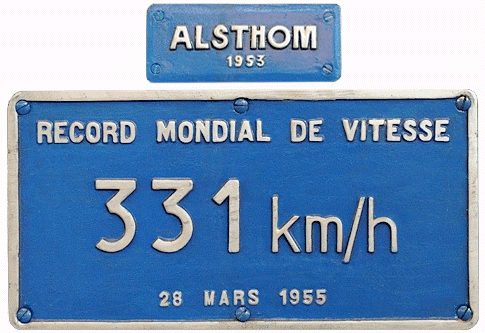 ALSTHOM
1953
RECORD MONDIAL DE VITESSE
331 km/h
28 MARS 1955